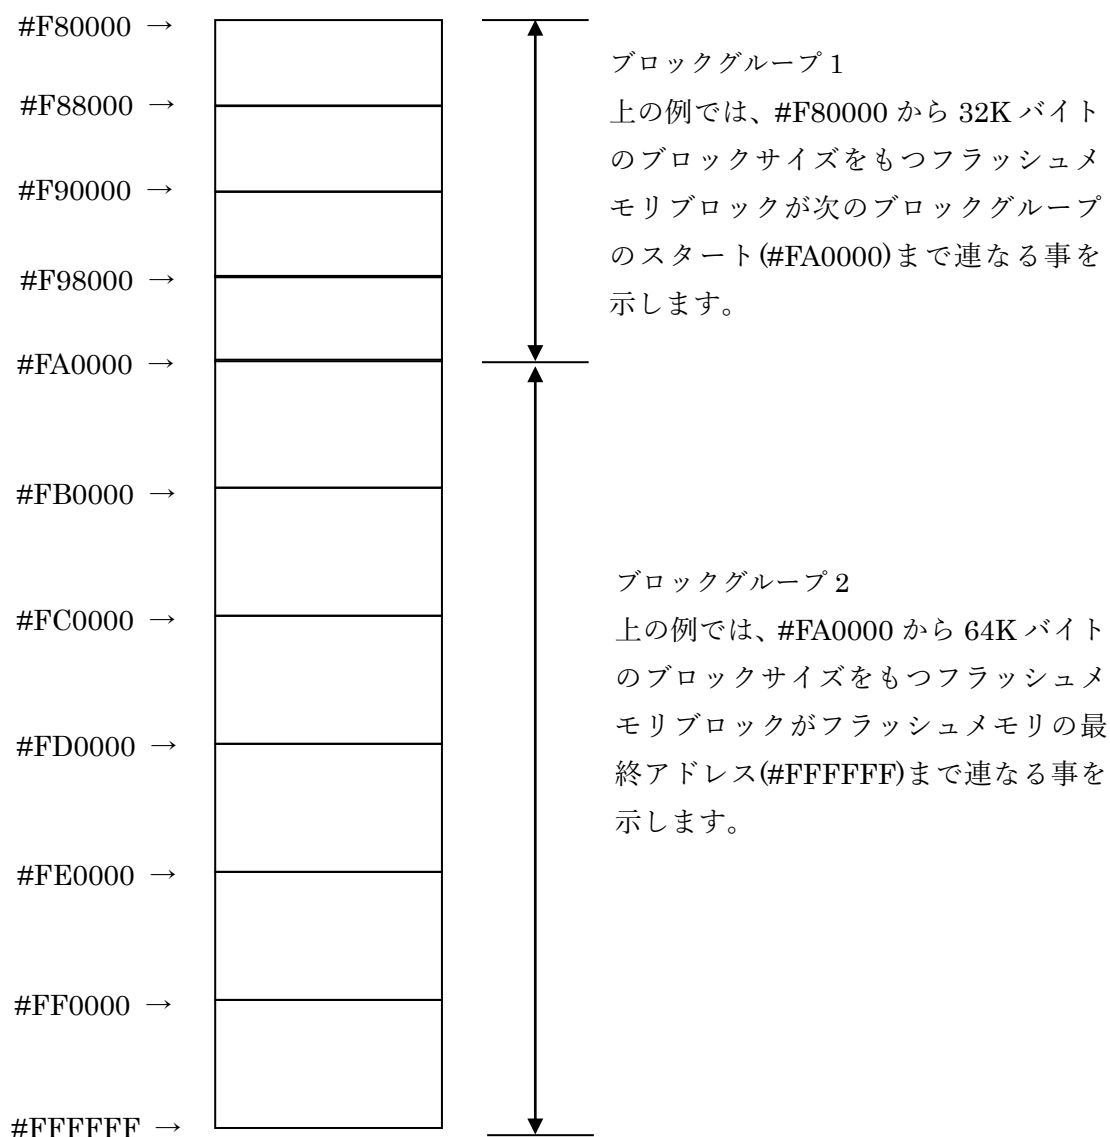 #F80000 →
#F88000 →
#F90000 →
#F98000 →
#FA0000 →
#FB0000 →
#FC0000 →
#FD0000 →
#FE0000 →
#FF0000 →
#FFFFFF →
ブロックグループ 1
上の例では、#F80000 から 32K バイト
のブロックサイズをもつフラッシュメ
モリブロックが次のブロックグループ
のスタート(#FA0000)まで連なる事を
示します。
ブロックグループ 2
上の例では、#FA0000 から 64K バイト
のブロックサイズをもつフラッシュメ
モリブロックがフラッシュメモリの最
終アドレス(#FFFFFF)まで連なる事を
示します。